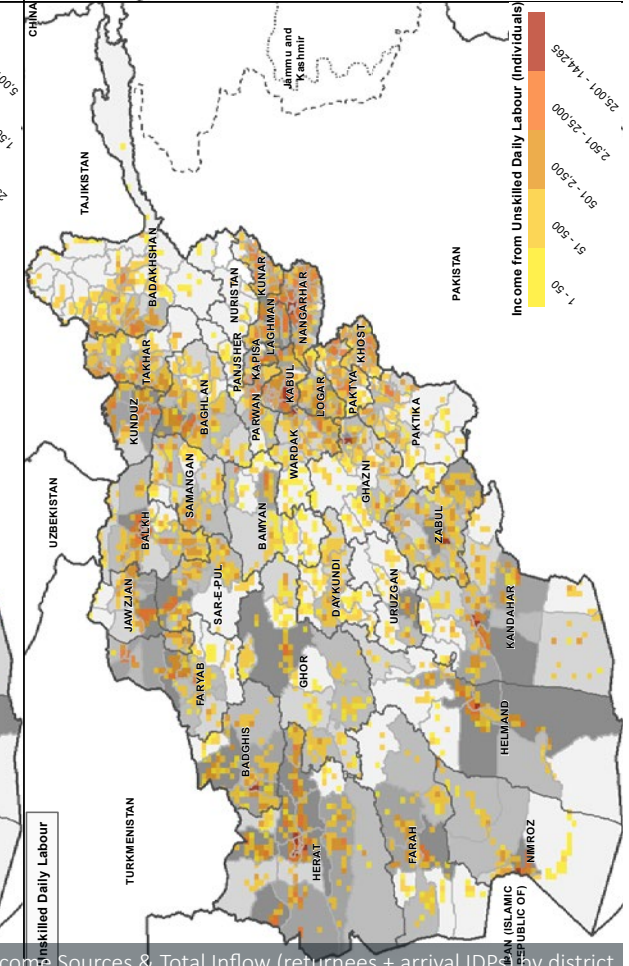 CHINA
Jammu and
Kashmir
TAJIKISTAN
UZBEKISTAN
TURKMENISTAN
PAKISTAN
BADAKHSHAN
TAKHAR
KUNDUZ
BAGHLAN
NURISTAN
KUNAR
LAGHMAN
NANGARHAR
PANJSHER
KAPISA
PARWAN
KABUL
LOGAR
KHOST
PAKTYA
PAKTIKA
WARDAK
GHAZNI
BALKH
SAMANGAN
BAMYAN
JAWZJAN
SAR-E-PUL
DAYKUNDI
URUZGAN
ZABUL
KANDAHAR
FARYAB
GHOR
HELMAND
BADGHIS
HERAT
FARAH
NIMROZ
REPUBLIC OF)
Income from Unskilled Daily Labour (Individuals)
1 - 50
51 - 500
501 - 2,500
2,501 - 25,000
25,001 - 144,265
Unskilled Daily Labour
come Sources & Total Inflow (returnees + arrival IDPs) by district